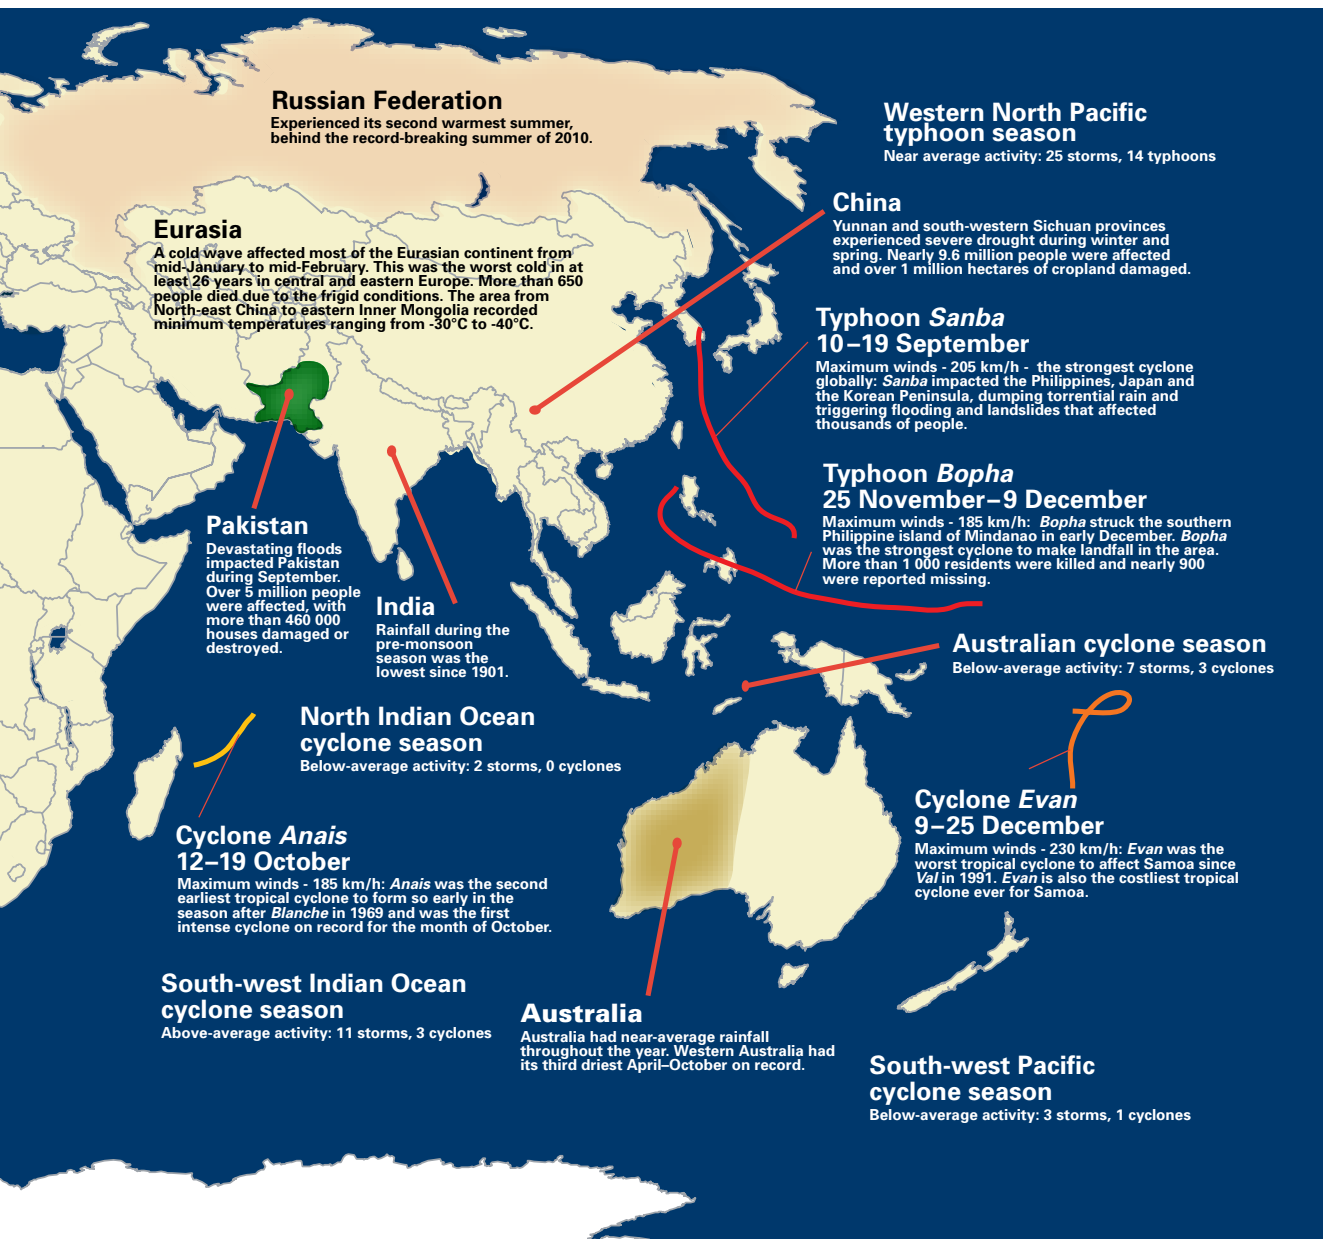 Russian Federation
Experienced its second warmest summer,
behind the record-breaking summer of 2010.
Western North Pacific
typhoon season
Near average activity: 25 storms, 14 typhoons
China
Yunnan and south-western Sichuan provinces
experienced severe drought during winter and
spring. Nearly 9.6 million people were affected
and over 1 million hectares of cropland damaged.
Eurasia
A cold wave affected most of the Eurasian continent from
mid-January to mid-February. This was the worst cold in at
least 26 years in central and eastern Europe. More than 650
people died due to the frigid conditions. The area from
North-east China to eastern Inner Mongolia recorded
minimum temperatures ranging from -30°C to -40°C.
Typhoon Sanba
10–19 September
Maximum winds - 205 km/h - the strongest cyclone
globally: Sanba impacted the Philippines, Japan and
the Korean Peninsula, dumping torrential rain and
triggering flooding and landslides that affected
thousands of people.
Typhoon Bopha
25 November–9 December
Maximum winds - 185 km/h: Bopha struck the southern
Philippine island of Mindanao in early December. Bopha
was the strongest cyclone to make landfall in the area.
More than 1 000 residents were killed and nearly 900
were reported missing.
Pakistan
Devastating floods
impacted Pakistan
during September.
Over 5 million people
were affected, with
more than 460 000
houses damaged or
destroyed.
India
Rainfall during the
pre-monsoon
season was the
lowest since 1901.
Australian cyclone season
Below-average activity: 7 storms, 3 cyclones
North Indian Ocean
cyclone season
Below-average activity: 2 storms, 0 cyclones
Cyclone Evan
9–25 December
Maximum winds - 230 km/h: Evan was the
worst tropical cyclone to affect Samoa since
Val in 1991. Evan is also the costliest tropical
cyclone ever for Samoa.
Cyclone Anais
12–19 October
Maximum winds - 185 km/h: Anais was the second
earliest tropical cyclone to form so early in the
season after Blanche in 1969 and was the first
intense cyclone on record for the month of October.
South-west Indian Ocean
cyclone season
Above-average activity: 11 storms, 3 cyclones
Australia
Australia had near-average rainfall
throughout the year. Western Australia had
its third driest April–October on record.
South-west Pacific
cyclone season
Below-average activity: 3 storms, 1 cyclones